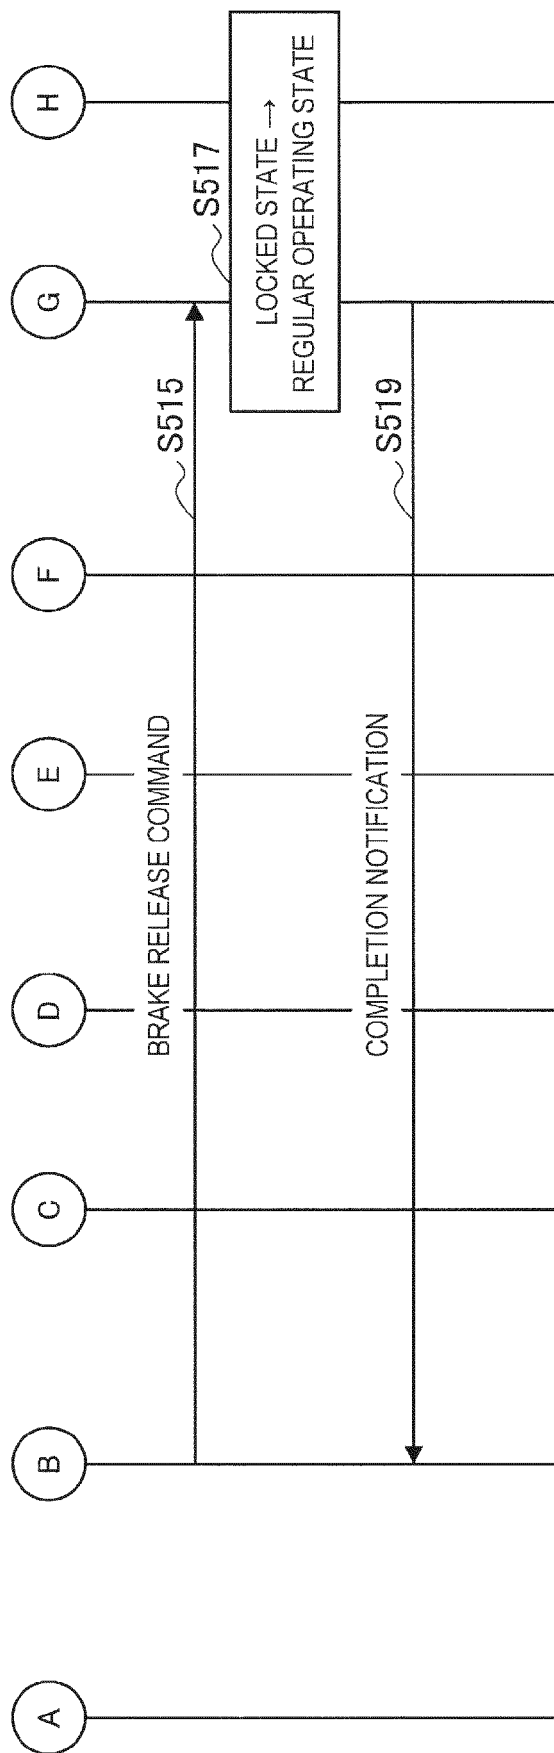 A
B
C
D
E
F
G
H
BRAKE RELEASE COMMAND
S515
S517
LOCKED STATE →
REGULAR OPERATING STATE
COMPLETION NOTIFICATION
S519